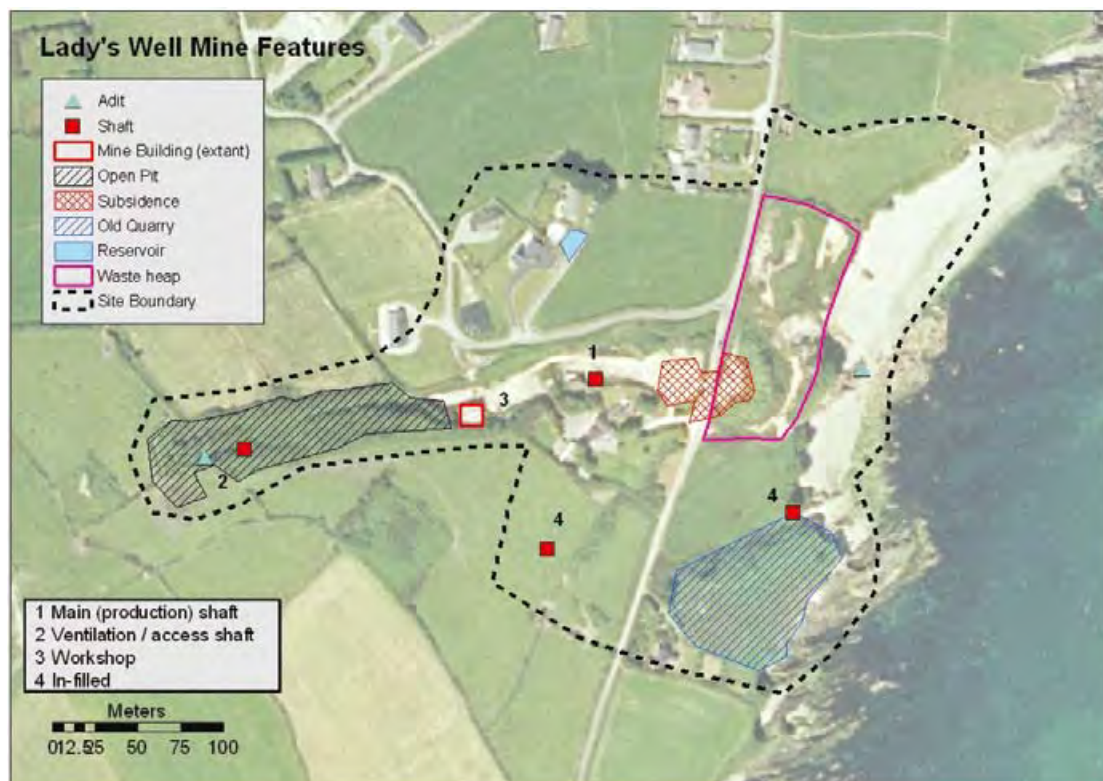 Lady's Well Mine Features
Adit
Shaft
Mine Building (extant)
Open Pit
Subsidence
Old Quarry
Reservoir
Waste heap
Site Boundary
1
3
2
4
4
1 Main (production) shaft
2 Ventilation / access shaft
3 Workshop
4 In-filled
Meters
012.525 50 75 100